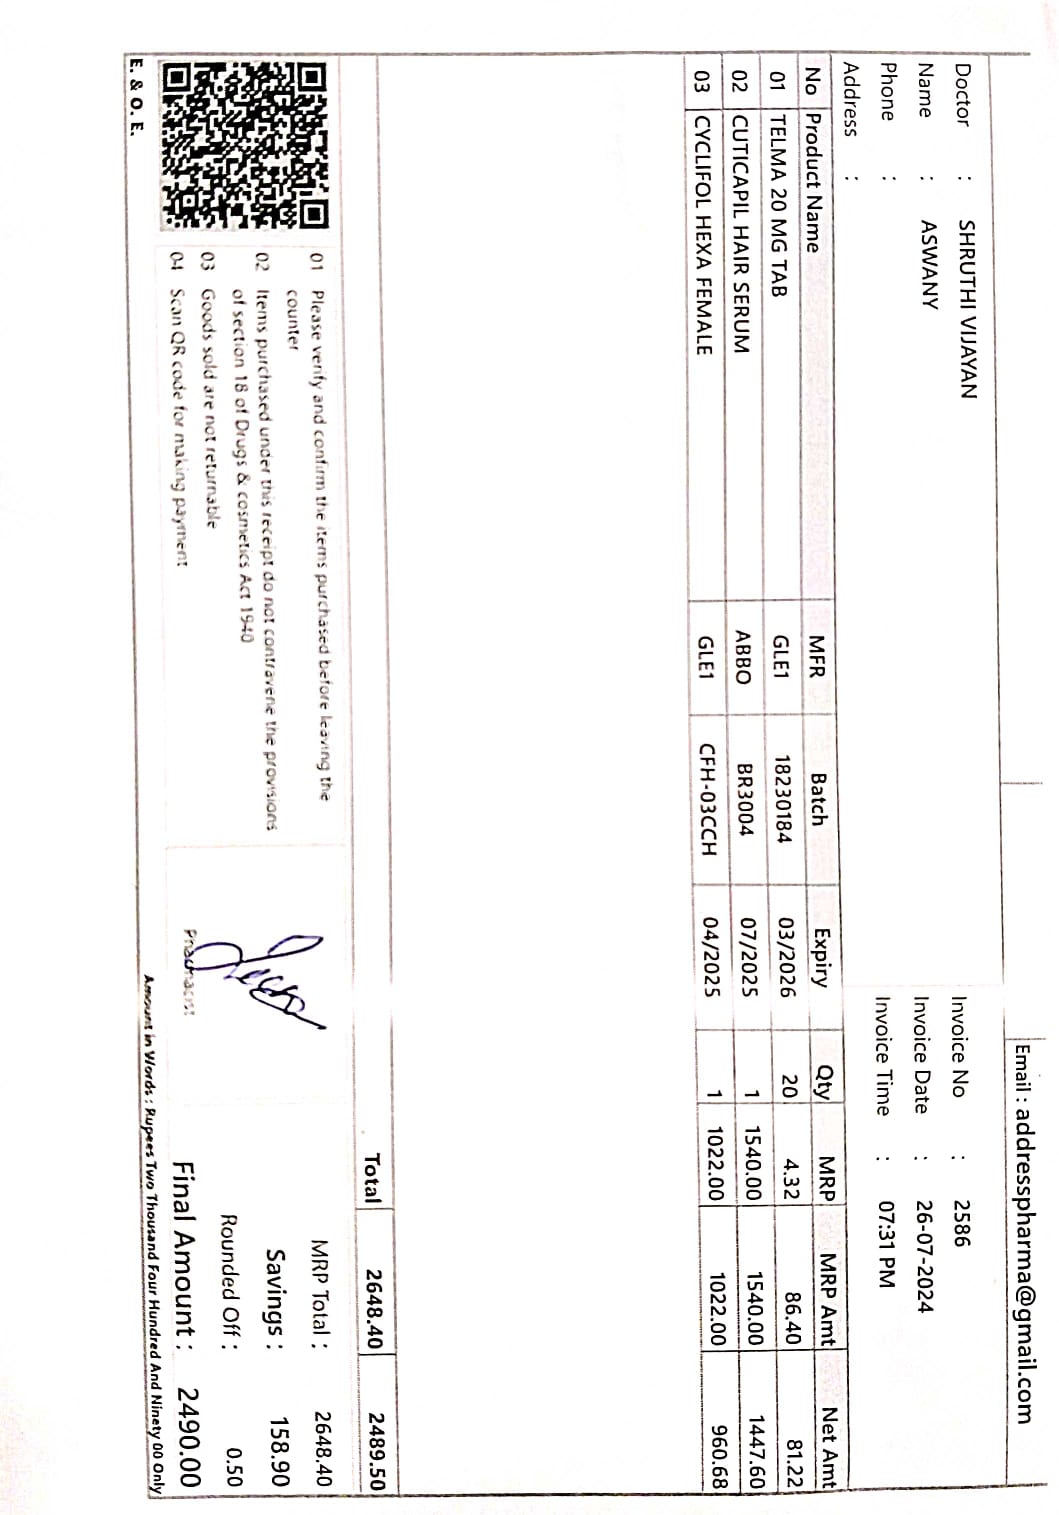 Email : addresspharma@gmail.com
Doctor : SHRUTHI VIJAYAN
Name : ASWANY
Phone :
Address :
Invoice No : 2586
Invoice Date : 26-07-2024
Invoice Time : 07:31 PM
No Product Name MFR Batch Expiry Qty MRP MRP Amt Net Amt
01 TELMA 20 MG TAB GLE1 18230184 03/2026 20 4.32 86.40 81.22
02 CUTICAPIL HAIR SERUM ABBO BR3004 07/2025 1 1540.00 1540.00 1447.60
03 CYCLIFOL HEXA FEMALE GLE1 CFH-03CCH 04/2025 1 1022.00 1022.00 960.68
Total 2648.40 2489.50
01 Please verify and confirm the items purchased before leaving the
counter
02 Items purchased under this receipt do not contravene the provisions
of section 18 of Drugs & cosmetics Act 1940
03 Goods sold are not returnable
04 Scan QR code for making payment
E. & O. E.
Pharmacist
MRP Total : 2648.40
Savings : 158.90
Rounded Off : 0.50
Final Amount : 2490.00
Amount in Words : Rupees Two Thousand Four Hundred And Ninety 00 Only